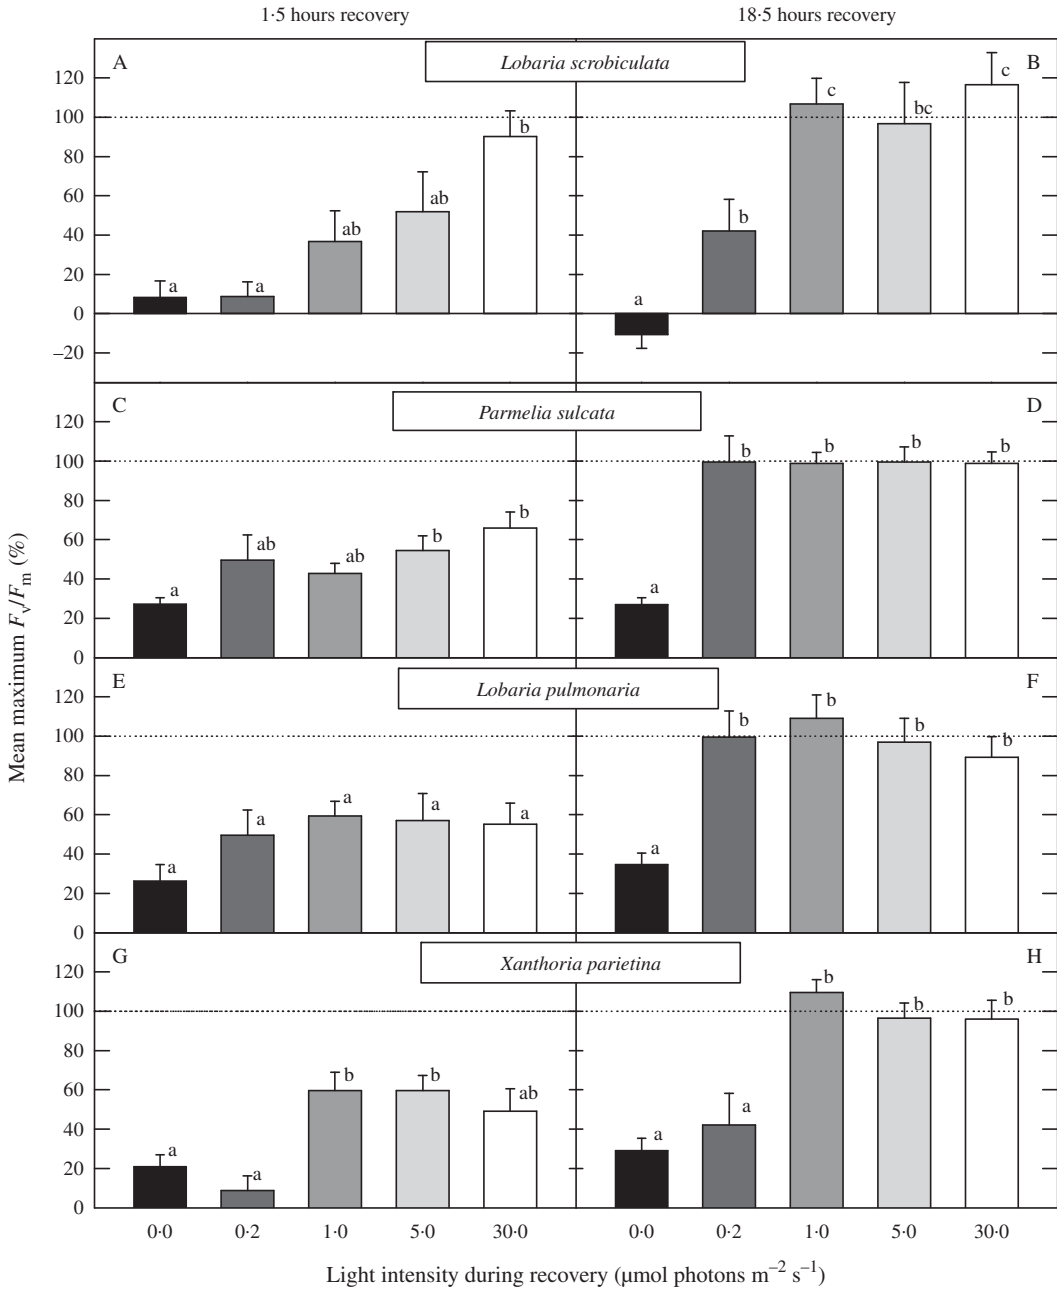 1·5 hours recovery 18·5 hours recovery
A Lobaria scrobiculata B
120
100
80
60
40
20
0
–20
a a ab ab b
a b c bc c
C Parmelia sulcata D
120
100
80
60
40
20
0
a ab ab b b
a b b b b
E Lobaria pulmonaria F
120
100
80
60
40
20
0
a a a a a
a b b b b
G Xanthoria parietina H
120
100
80
60
40
20
0
a a b b ab
a a b b b
0·0 0·2 1·0 5·0 30·0 0·0 0·2 1·0 5·0 30·0
Mean maximum Fv/Fm (%)
Light intensity during recovery (μmol photons m–2 s–1)